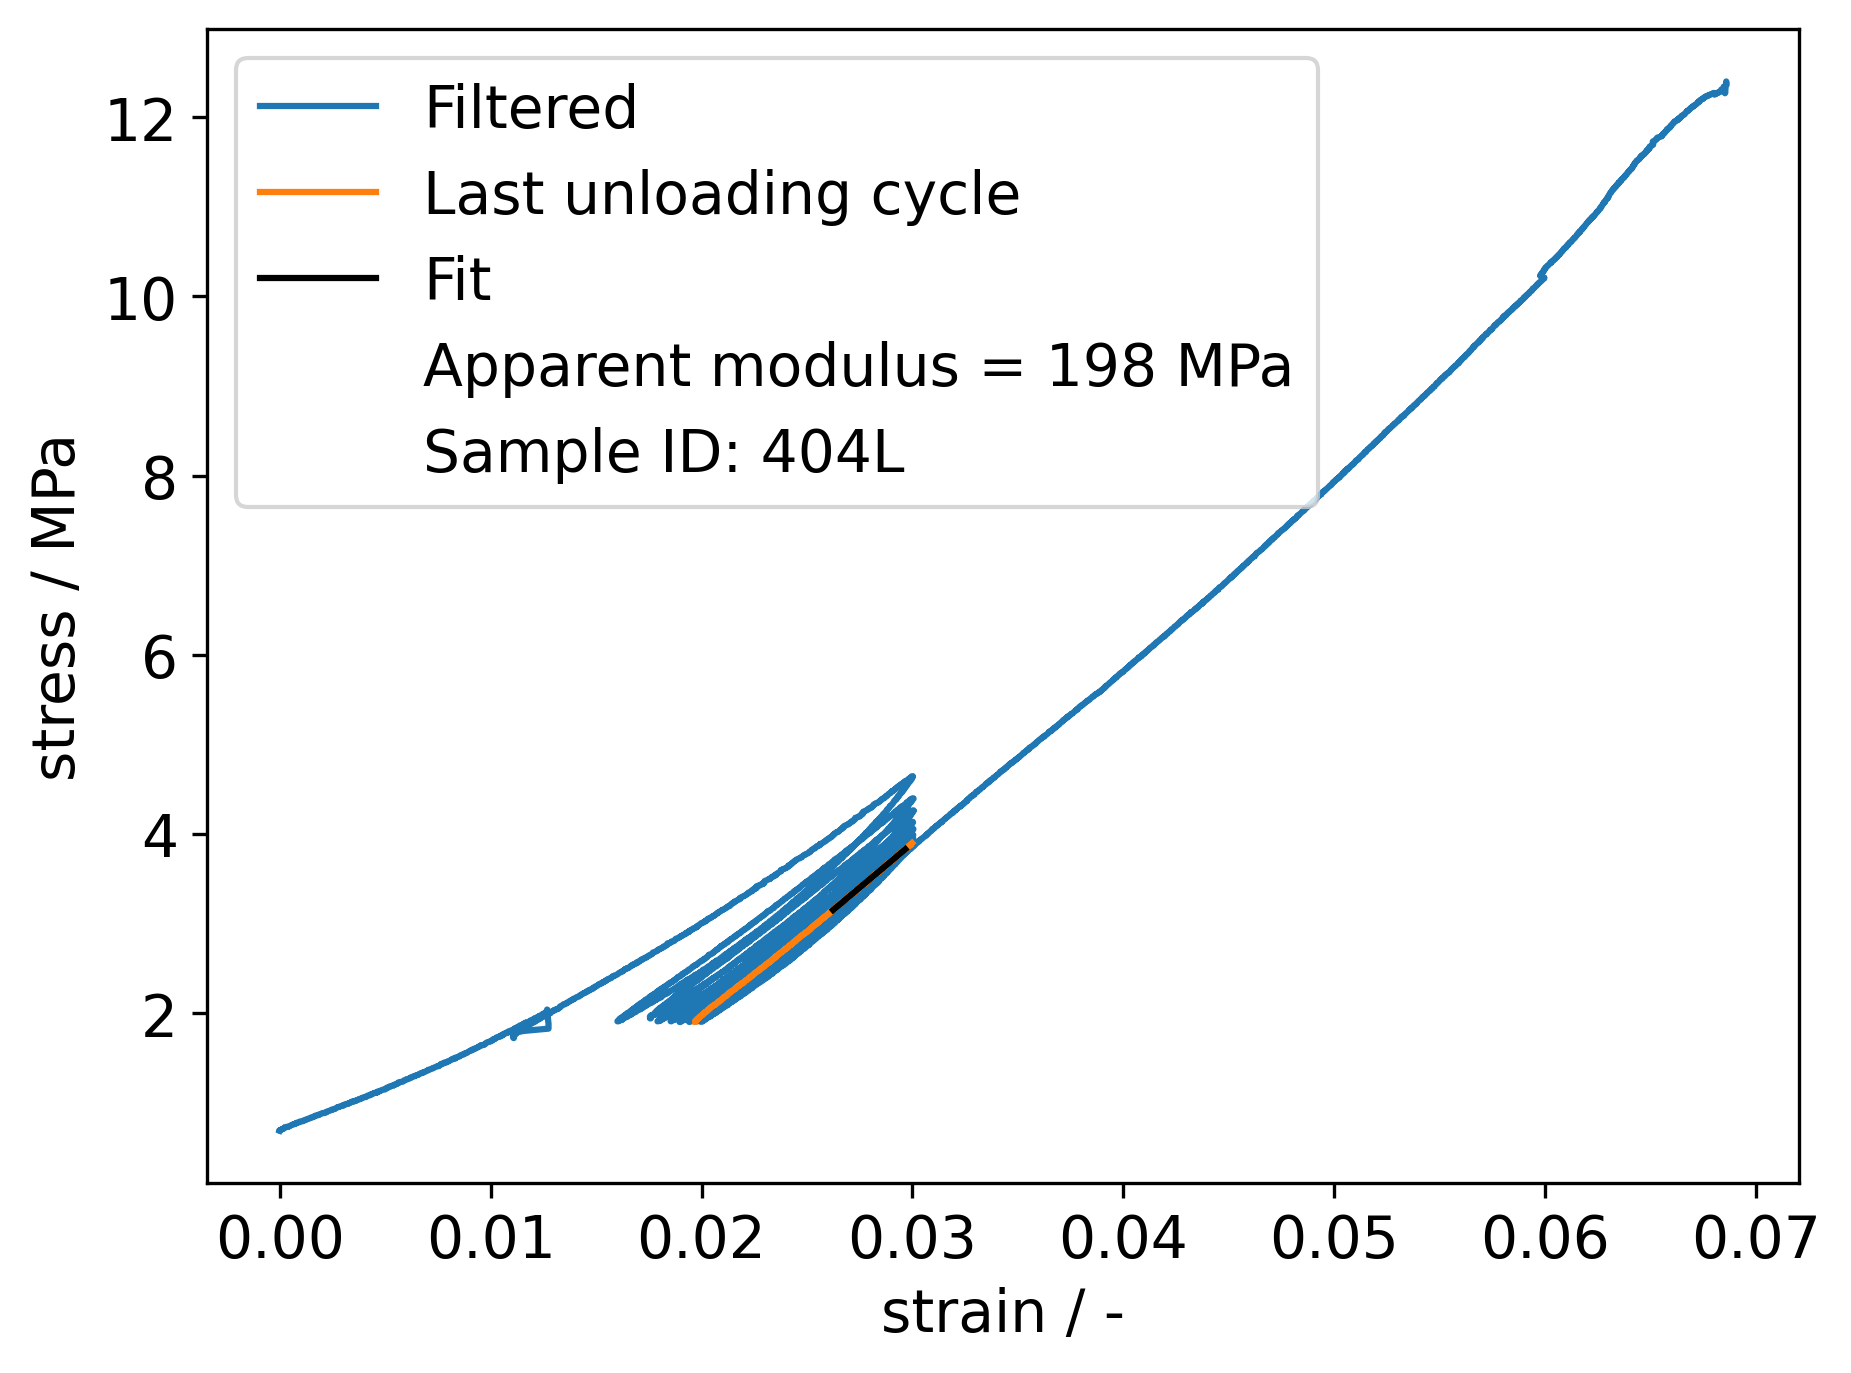 Filtered
Last unloading cycle
Fit
Apparent modulus = 198 MPa
Sample ID: 404L
12
10
8
6
4
2
stress / MPa
0.00 0.01 0.02 0.03 0.04 0.05 0.06 0.07
strain / -